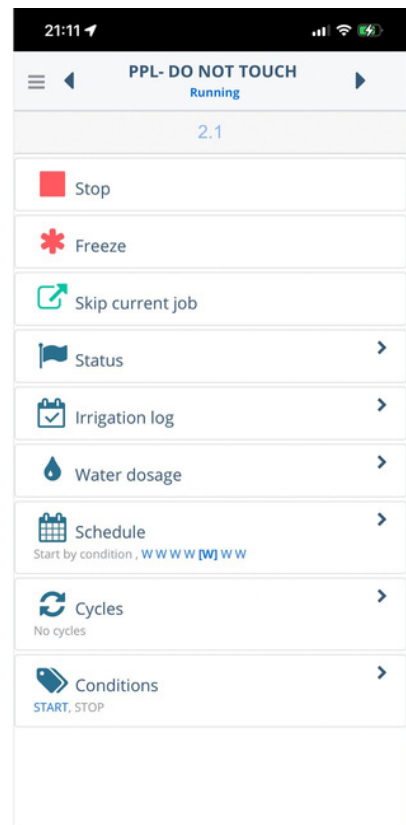 21:11
PPL- DO NOT TOUCH
Running
2.1
Stop
Freeze
Skip current job
Status
Irrigation log
Water dosage
Schedule
Start by condition , W W W W [W] W W
Cycles
No cycles
Conditions
START, STOP